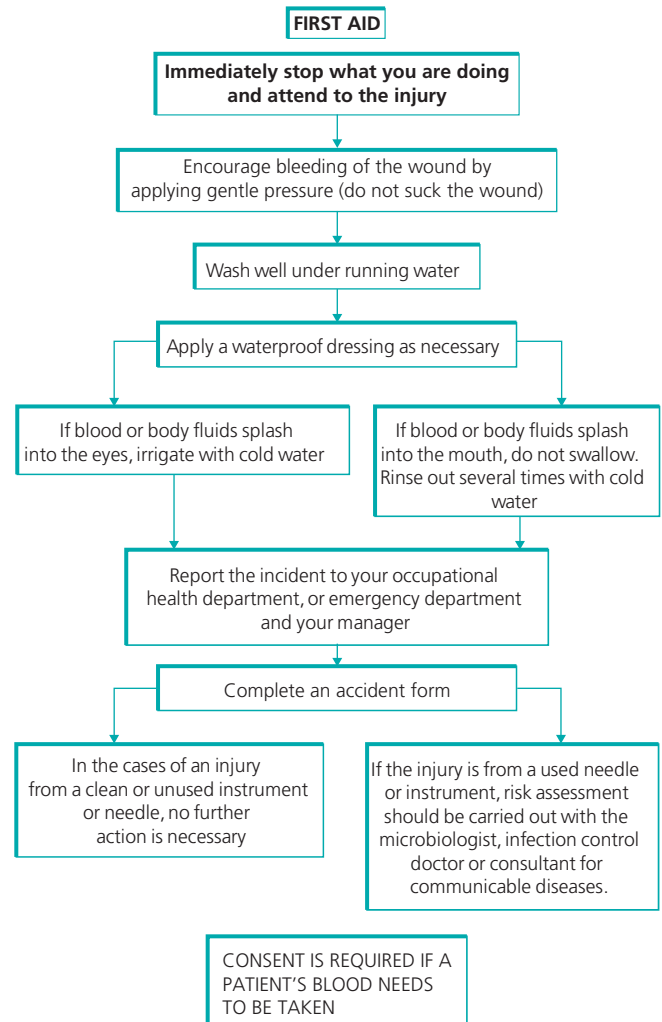 FIRST AID
Immediately stop what you are doing
and attend to the injury
Encourage bleeding of the wound by
applying gentle pressure (do not suck the wound)
Wash well under running water
Apply a waterproof dressing as necessary
If blood or body fluids splash
into the eyes, irrigate with cold water
If blood or body fluids splash
into the mouth, do not swallow.
Rinse out several times with cold
water
Report the incident to your occupational
health department, or emergency department
and your manager
Complete an accident form
In the cases of an injury
from a clean or unused instrument
or needle, no further
action is necessary
If the injury is from a used needle
or instrument, risk assessment
should be carried out with the
microbiologist, infection control
doctor or consultant for
communicable diseases.
CONSENT IS REQUIRED IF A
PATIENT'S BLOOD NEEDS
TO BE TAKEN